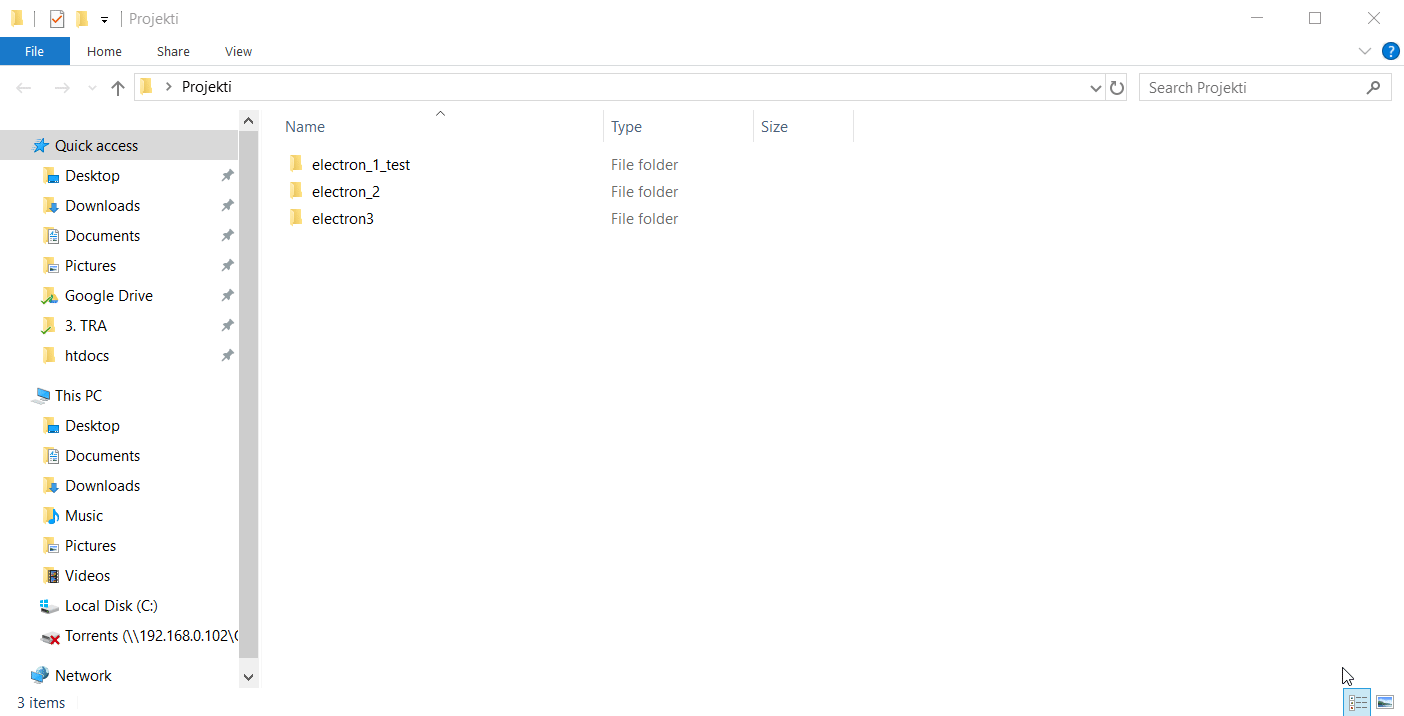 Projekti
File Home Share View
Projekti
Search Projekti
Name Type Size
Quick access
Desktop
Downloads
Documents
Pictures
Google Drive
3. TRA
htdocs
This PC
Desktop
Documents
Downloads
Music
Pictures
Videos
Local Disk (C:)
Torrents (\\192.168.0.102\
Network
electron_1_test File folder
electron_2 File folder
electron3 File folder
3 items